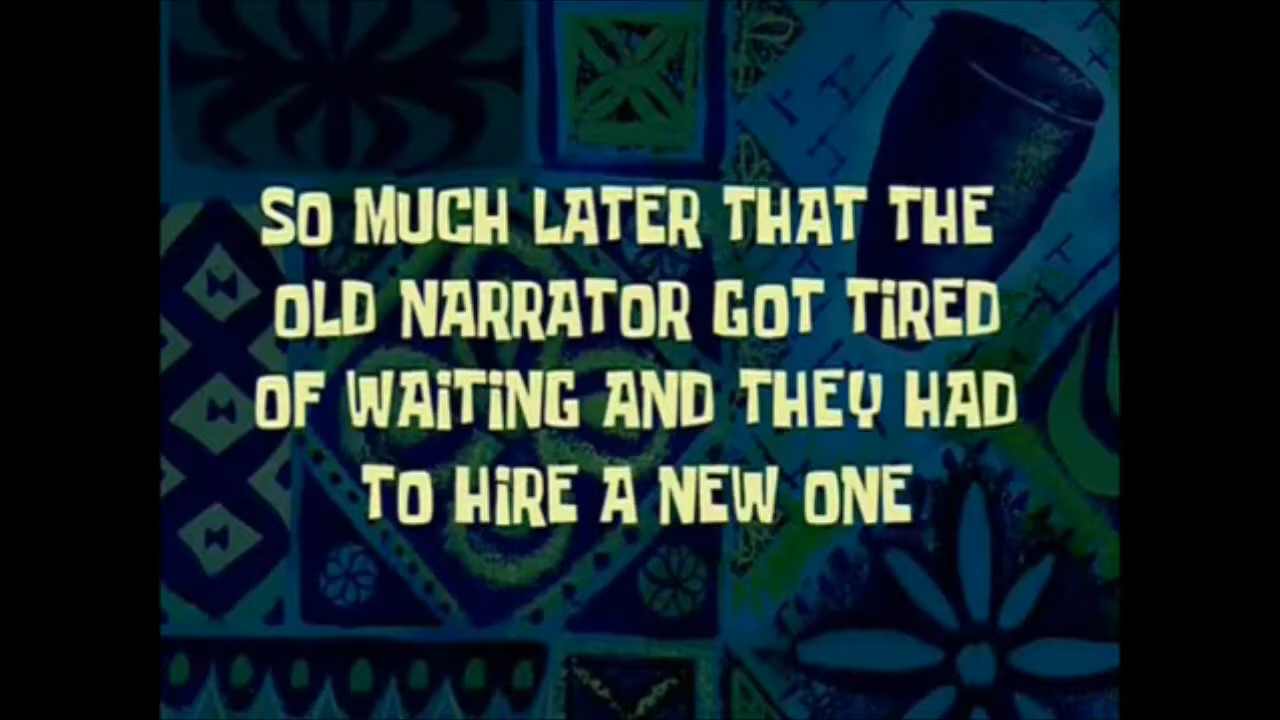 SO MUCH LATER THAT THE
OLD NARRATOR GOT TiRED
OF WAiTiNG AND THEY HAD
TO HiRE A NEW ONE